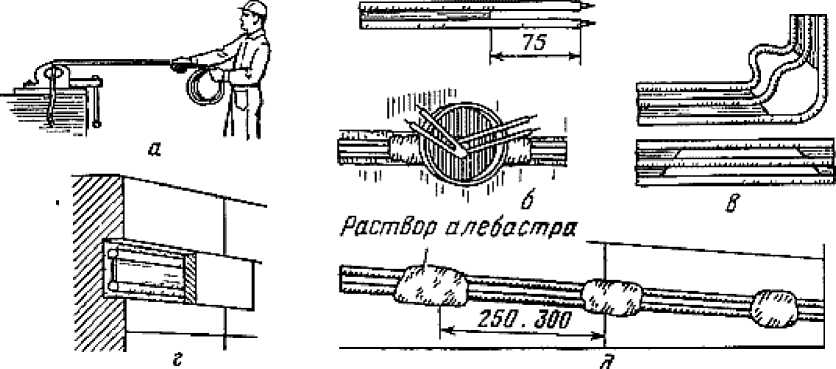 75
а
б
в
Раствор алебастра
250.300
г
д